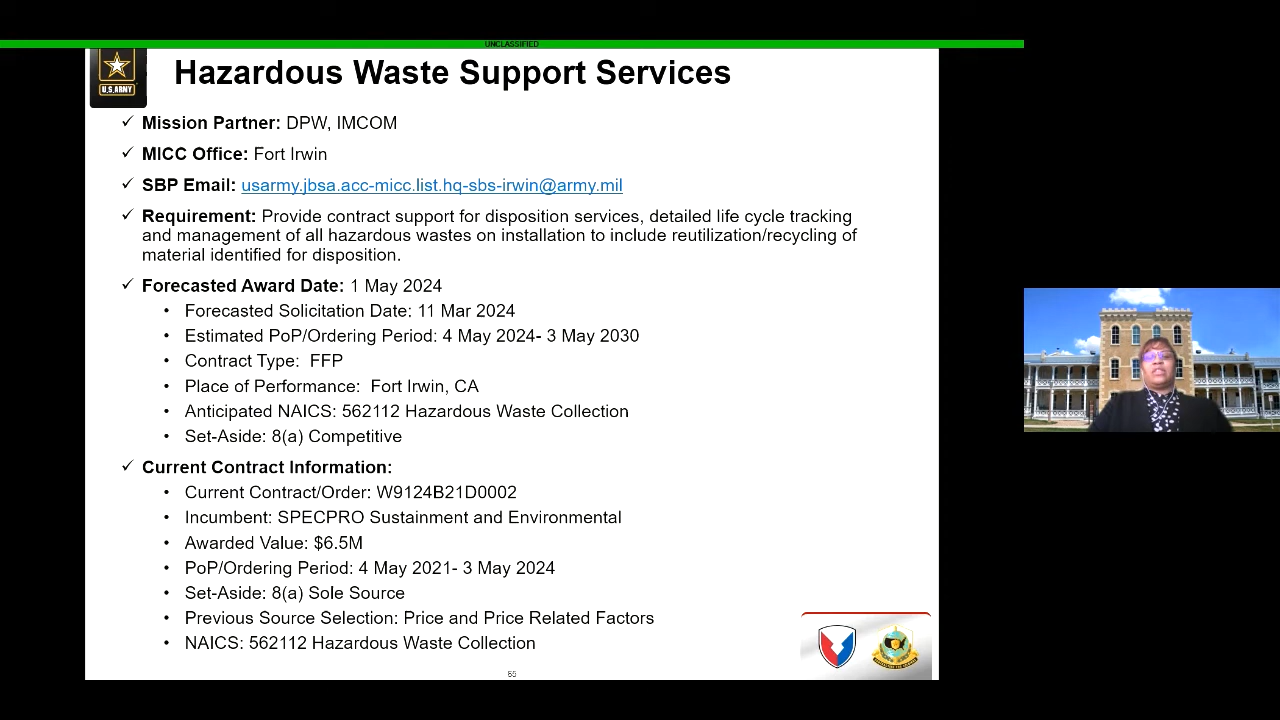 UNCLASSIFIED
U.S.ARMY
Hazardous Waste Support Services
✓ Mission Partner: DPW, IMCOM
✓ MICC Office: Fort Irwin
✓ SBP Email: usarmy.jbsa.acc-micc.list.hq-sbs-irwin@army.mil
✓ Requirement: Provide contract support for disposition services, detailed life cycle tracking
and management of all hazardous wastes on installation to include reutilization/recycling of
material identified for disposition.
✓ Forecasted Award Date: 1 May 2024
• Forecasted Solicitation Date: 11 Mar 2024
• Estimated PoP/Ordering Period: 4 May 2024- 3 May 2030
• Contract Type:  FFP
• Place of Performance:  Fort Irwin, CA
• Anticipated NAICS: 562112 Hazardous Waste Collection
• Set-Aside: 8(a) Competitive
✓ Current Contract Information:
• Current Contract/Order: W9124B21D0002
• Incumbent: SPECPRO Sustainment and Environmental
• Awarded Value: $6.5M
• PoP/Ordering Period: 4 May 2021- 3 May 2024
• Set-Aside: 8(a) Sole Source
• Previous Source Selection: Price and Price Related Factors
• NAICS: 562112 Hazardous Waste Collection